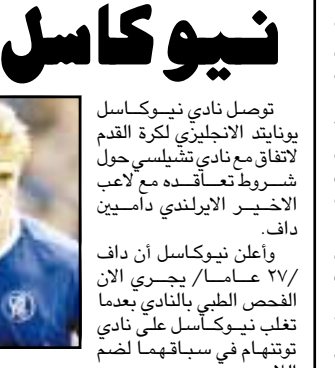 نيوكاسل
توصل نادي نيوكاسل
يونايتد الانجليزي لكرة القدم
لاتفاق مع نادي تشيلسي حول
شروط تعاقده مع لاعب
الاخير الايرلندي داميين
داف.
وأعلن نيوكاسل أن داف
/٢٧ عاما/ يجري الان
الفحص الطبي بالنادي بعدما
تغلب نيوكاسل على نادي
توتنهام في سباقهما لضم